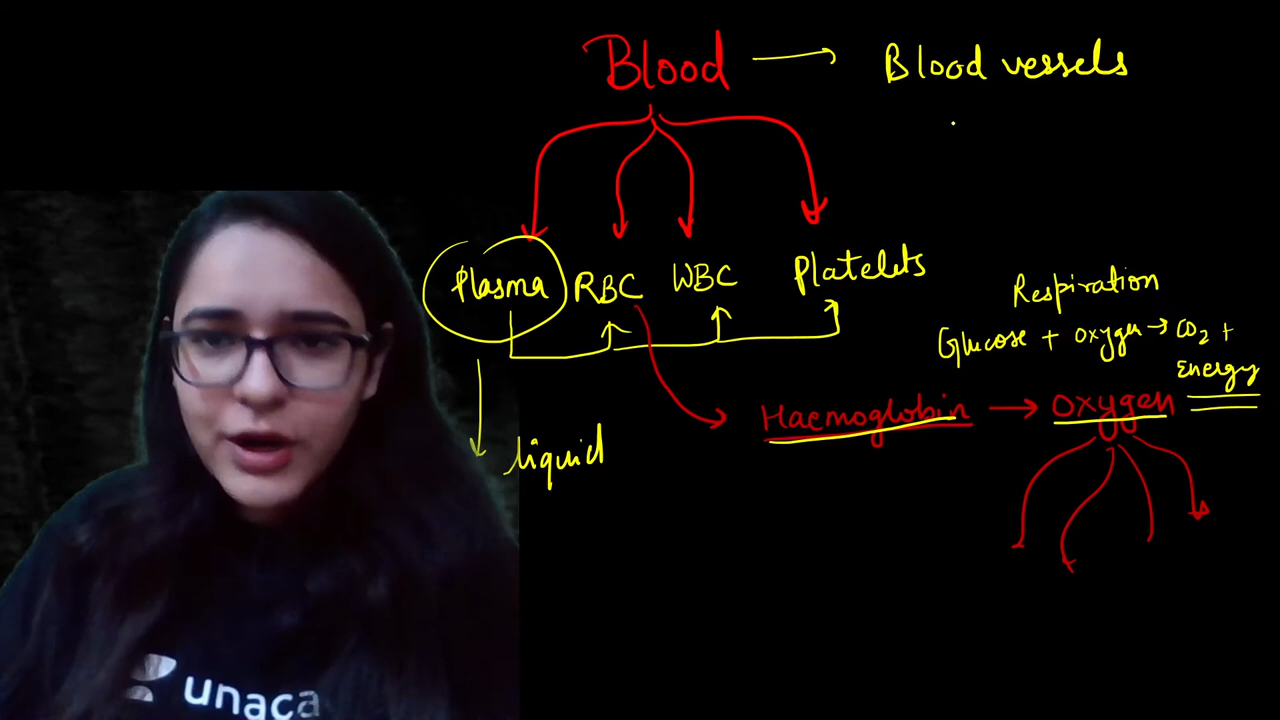 Blood → Blood vessels
Plasma RBC WBC Platelets
Respiration
Glucose + Oxygen → CO2 +
Energy
Haemoglobin → Oxygen
liquid
unaca